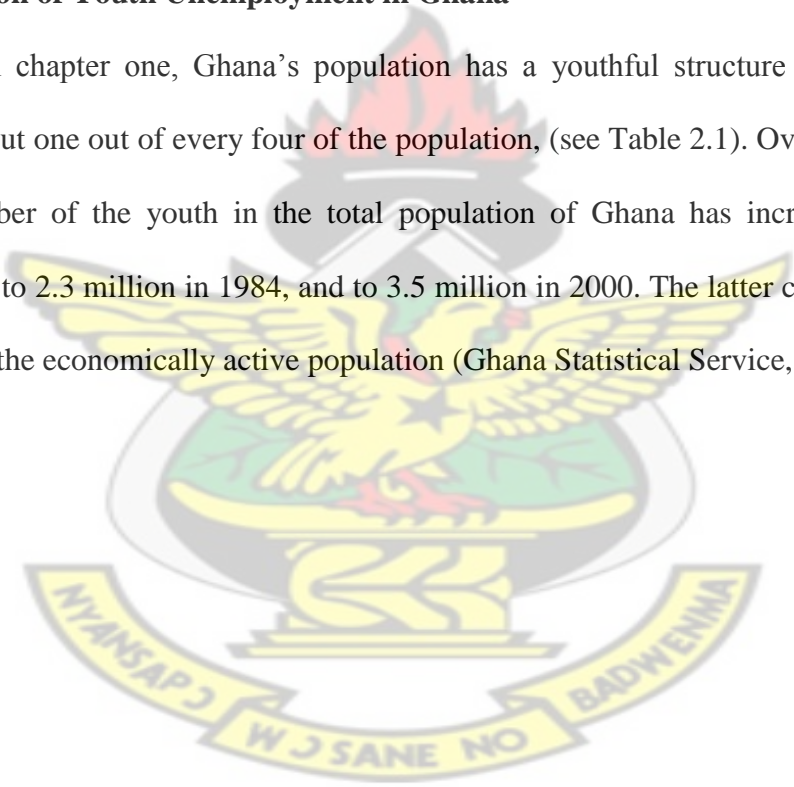 on of Youth Unemployment in Ghana
chapter one, Ghana’s population has a youthful structure
ut one out of every four of the population, (see Table 2.1). Ov
ber of the youth in the total population of Ghana has incr
to 2.3 million in 1984, and to 3.5 million in 2000. The latter c
the economically active population (Ghana Statistical Service,
NYANSAPƆ
WƆSANE NO
BADWENMA